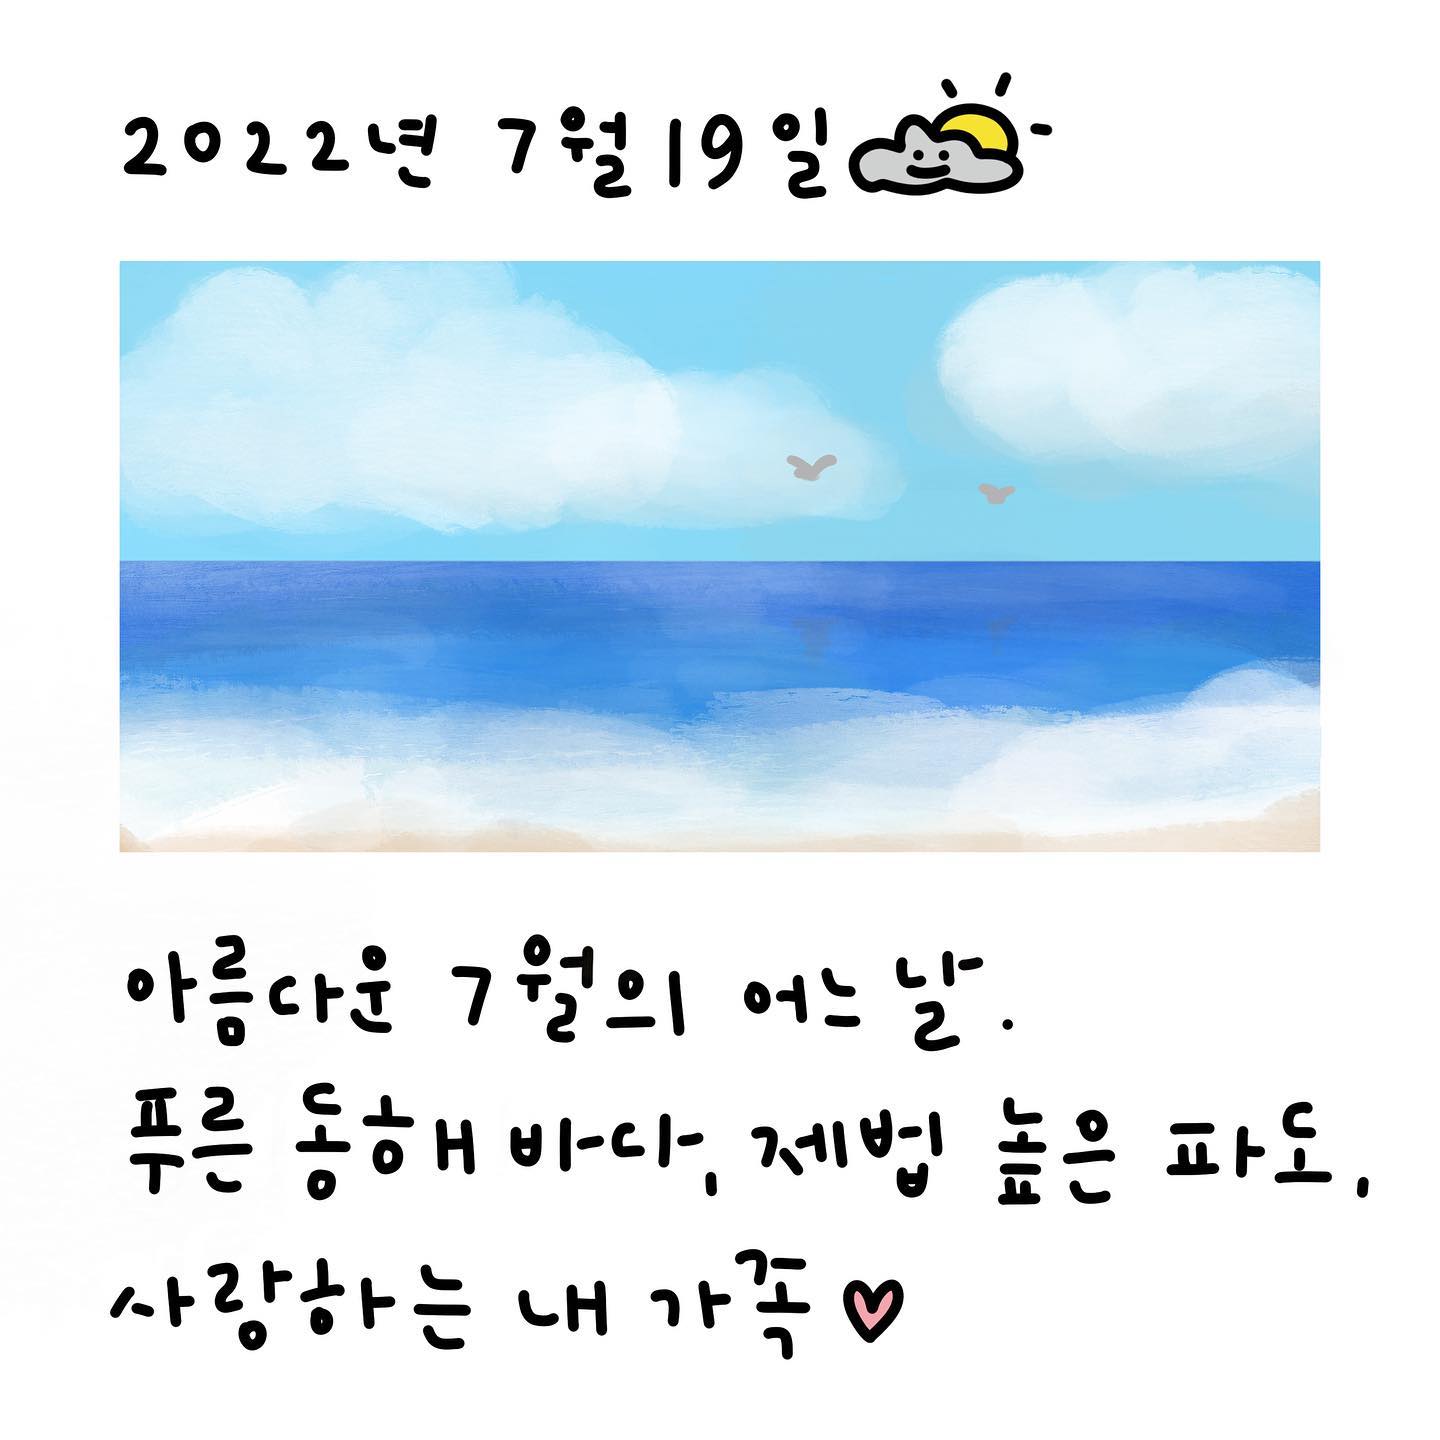 2022년 7월 19일
아름다운 7월의 어느 날.
푸른 동해 바다, 제법 높은 파도,
사랑하는 내 가족